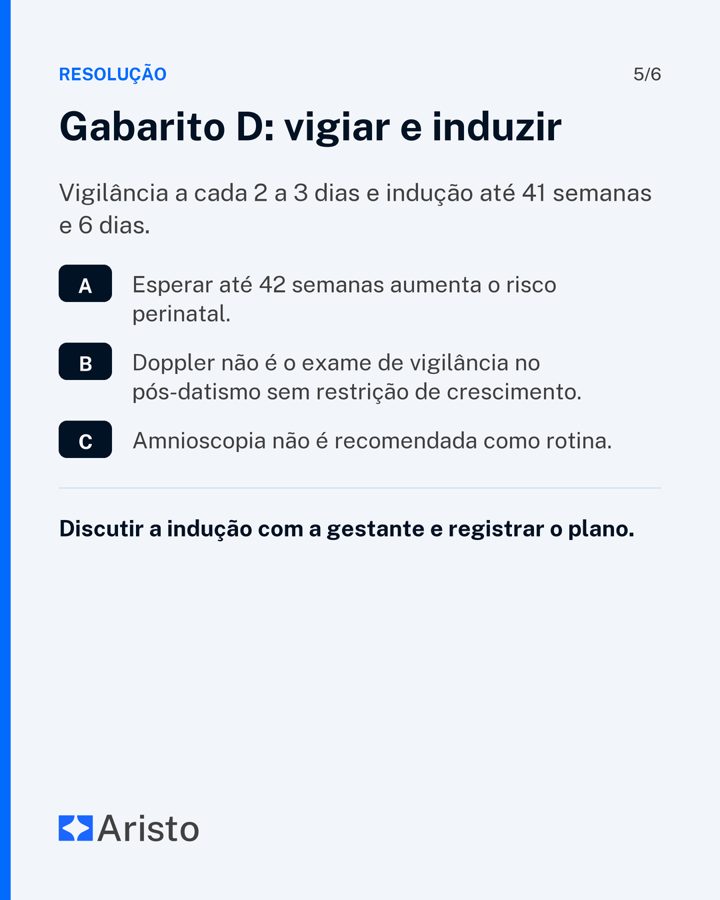 RESOLUÇÃO
5/6
Gabarito D: vigiar e induzir
Vigilância a cada 2 a 3 dias e indução até 41 semanas
e 6 dias.
A
Esperar até 42 semanas aumenta o risco
perinatal.
B
Doppler não é o exame de vigilância no
pós-datismo sem restrição de crescimento.
C
Amnioscopia não é recomendada como rotina.
Discutir a indução com a gestante e registrar o plano.
Aristo